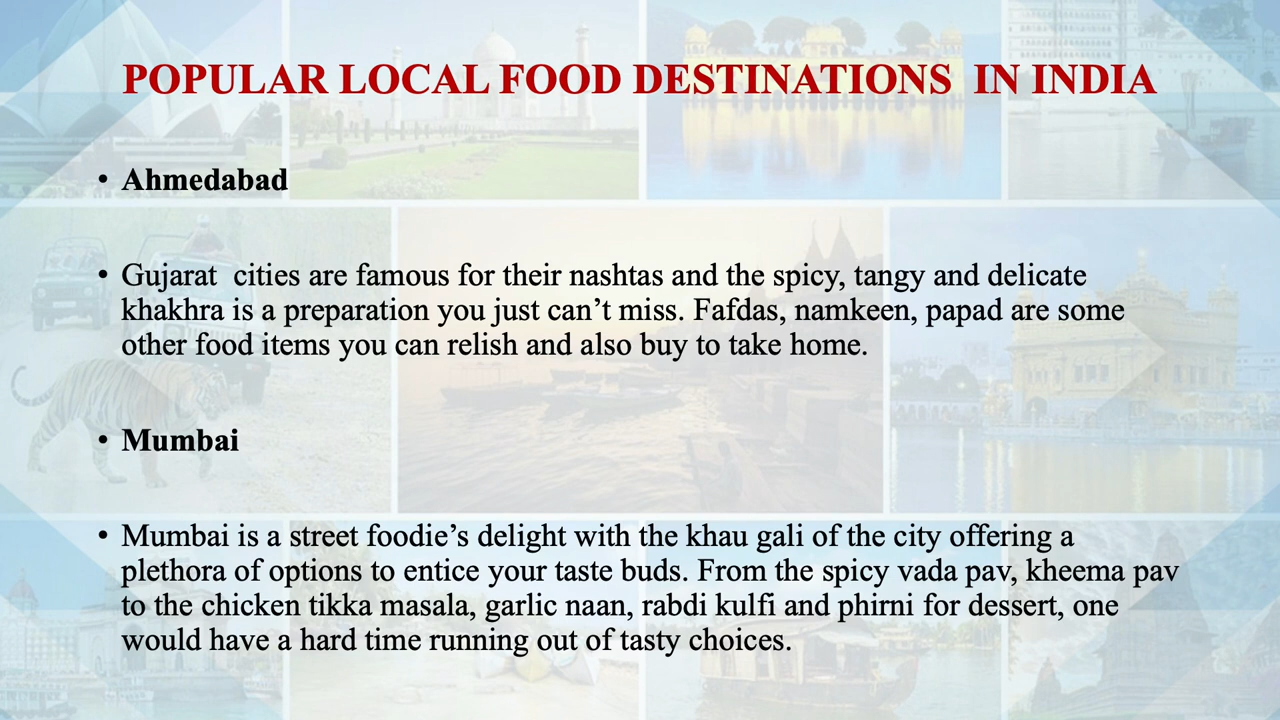 POPULAR LOCAL FOOD DESTINATIONS  IN INDIA
• Ahmedabad
• Gujarat  cities are famous for their nashtas and the spicy, tangy and delicate
khakhra is a preparation you just can’t miss. Fafdas, namkeen, papad are some
other food items you can relish and also buy to take home.
• Mumbai
• Mumbai is a street foodie’s delight with the khau gali of the city offering a
plethora of options to entice your taste buds. From the spicy vada pav, kheema pav
to the chicken tikka masala, garlic naan, rabdi kulfi and phirni for dessert, one
would have a hard time running out of tasty choices.